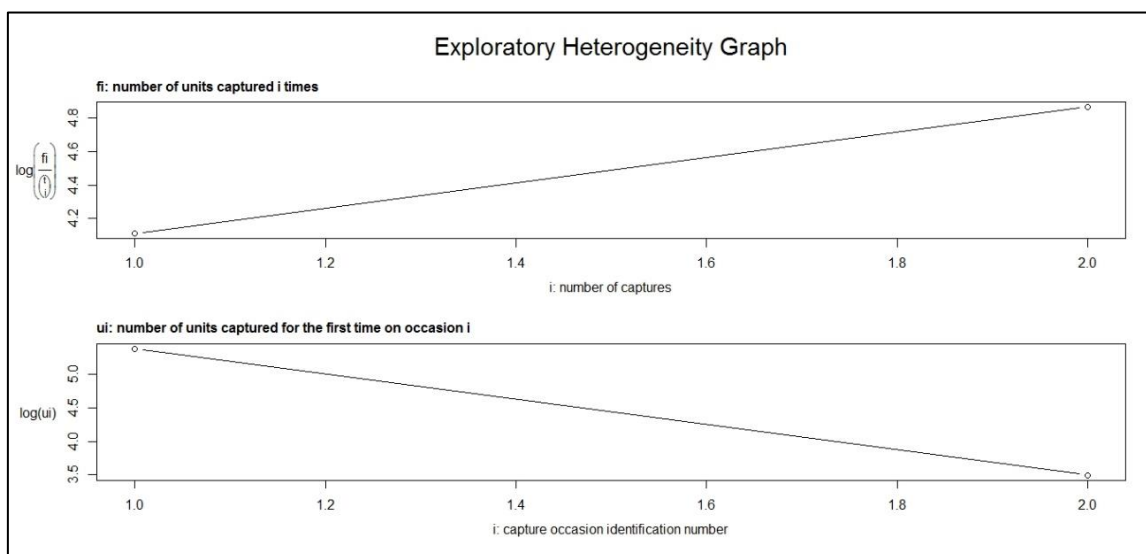 Exploratory Heterogeneity Graph
fi: number of units captured i times
log(fi/(t i))
4.2 4.4 4.6 4.8
1.0 1.2 1.4 1.6 1.8 2.0
i: number of captures
ui: number of units captured for the first time on occasion i
log(ui)
3.5 4.0 4.5 5.0
1.0 1.2 1.4 1.6 1.8 2.0
i: capture occasion identification number